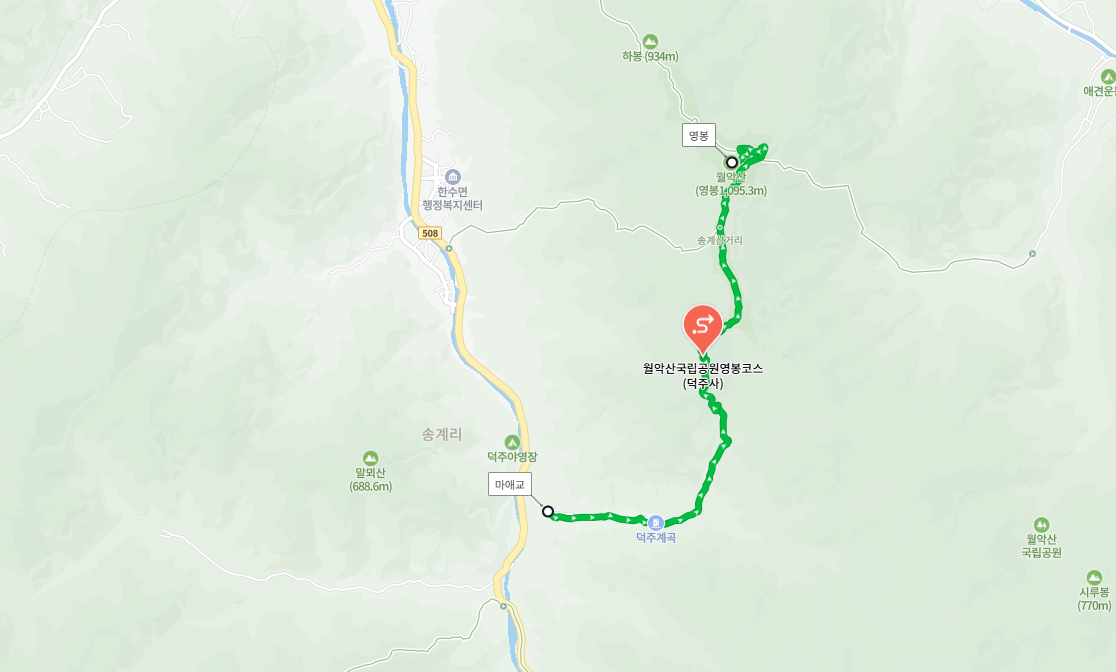 하봉 (934m)
애견운동
영봉
월악산
(영봉1,095.3m)
한수면
행정복지센터
508
송계삼거리
월악산국립공원영봉코스
(덕주사)
송계리
덕주야영장
말뫼산
(688.6m)
마애교
덕주계곡
월악산
국립공원
시루봉
(770m)